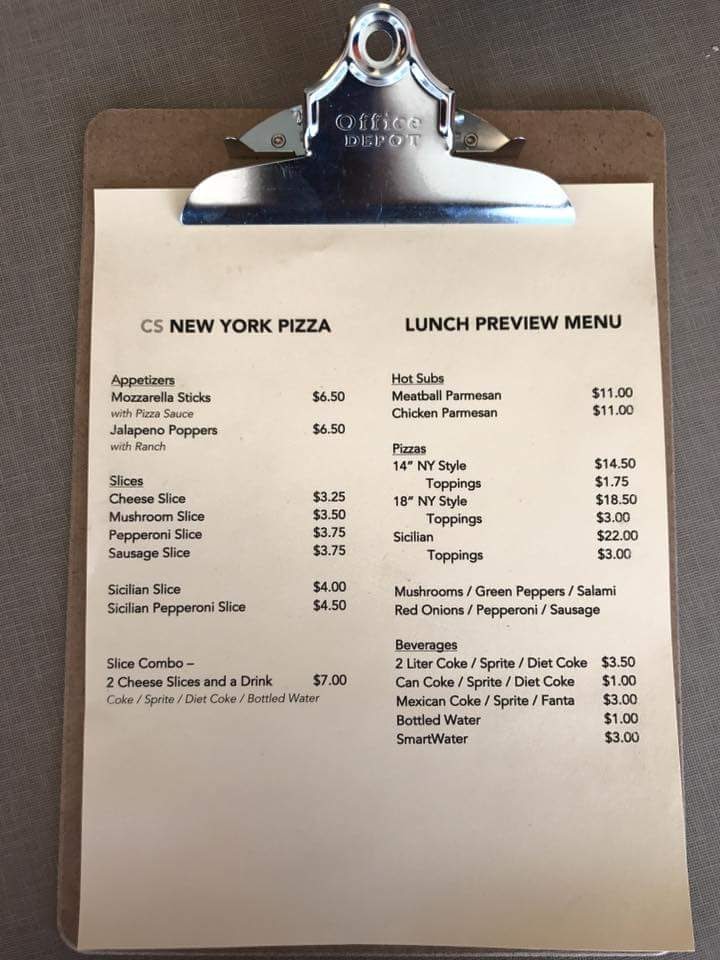 Office
DEPOT
CS NEW YORK PIZZA
Appetizers
Mozzarella Sticks $6.50
with Pizza Sauce
Jalapeno Poppers $6.50
with Ranch
Slices
Cheese Slice $3.25
Mushroom Slice $3.50
Pepperoni Slice $3.75
Sausage Slice $3.75
Sicilian Slice $4.00
Sicilian Pepperoni Slice $4.50
Slice Combo –
2 Cheese Slices and a Drink $7.00
Coke / Sprite / Diet Coke / Bottled Water
LUNCH PREVIEW MENU
Hot Subs
Meatball Parmesan $11.00
Chicken Parmesan $11.00
Pizzas
14” NY Style $14.50
Toppings $1.75
18” NY Style $18.50
Toppings $3.00
Sicilian $22.00
Toppings $3.00
Mushrooms / Green Peppers / Salami
Red Onions / Pepperoni / Sausage
Beverages
2 Liter Coke / Sprite / Diet Coke $3.50
Can Coke / Sprite / Diet Coke $1.00
Mexican Coke / Sprite / Fanta $3.00
Bottled Water $1.00
SmartWater $3.00